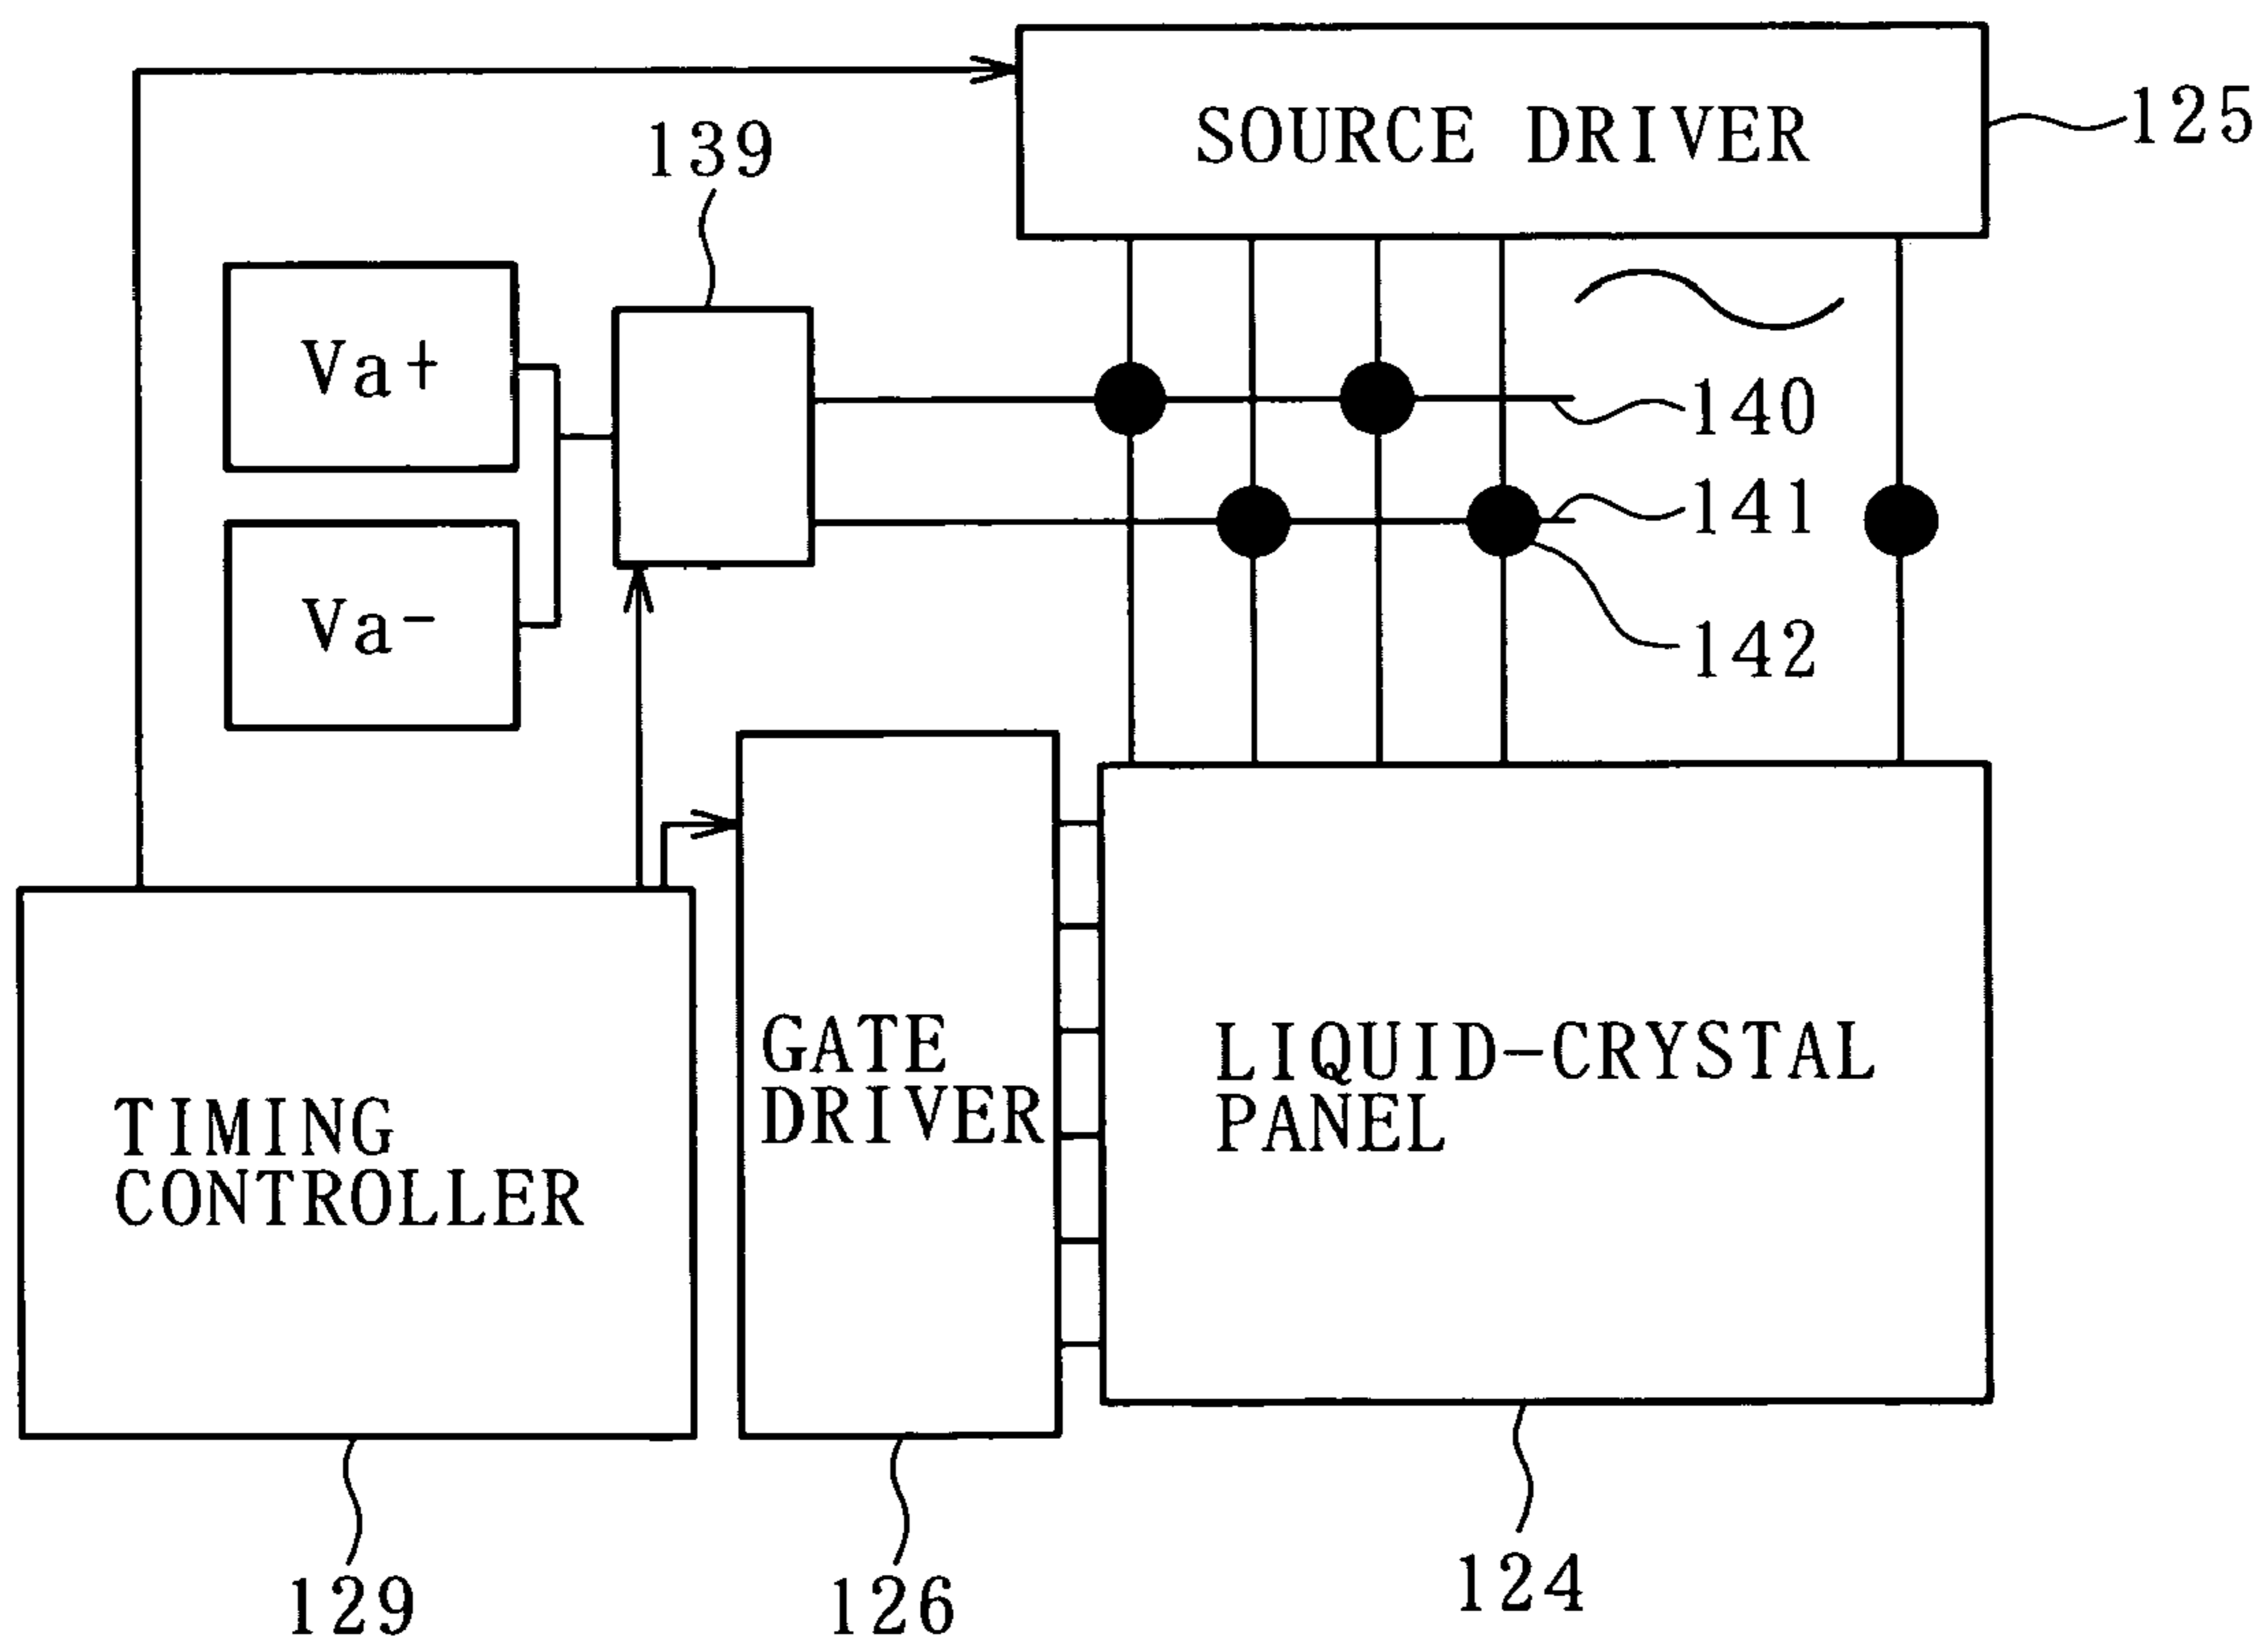 SOURCE DRIVER
125
139
Va+
140
141
Va-
142
GATE
DRIVER
LIQUID-CRYSTAL
PANEL
TIMING
CONTROLLER
129
126
124